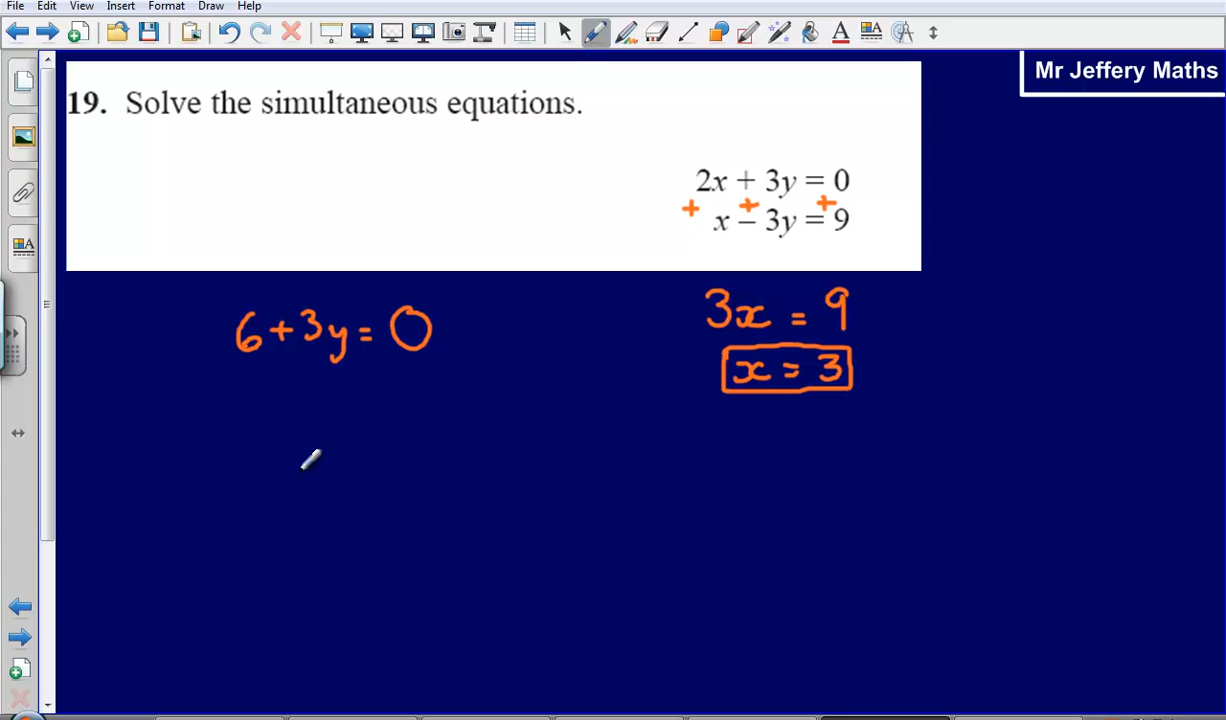 File Edit View Insert Format Draw Help
Mr Jeffery Maths
19. Solve the simultaneous equations.
2x + 3y = 0
+ + +
x − 3y = 9
6+3y=0
3x = 9
x = 3